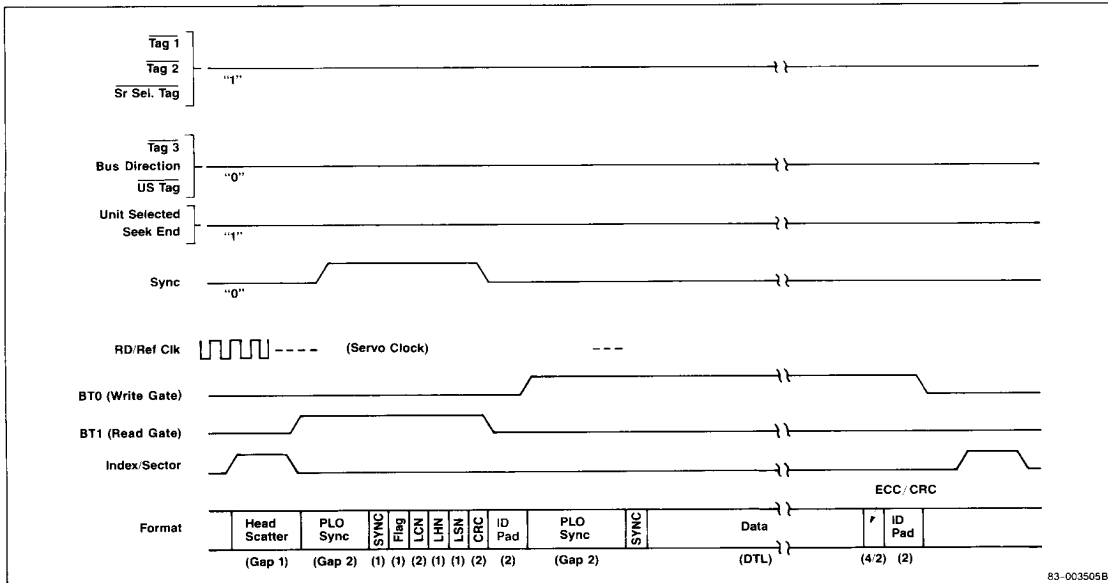 Tag 1
Tag 2
Sr Sel. Tag
"1"
Tag 3
Bus Direction
US Tag
"0"
Unit Selected
Seek End
"1"
Sync
"0"
RD/Ref Clk
(Servo Clock)
BT0 (Write Gate)
BT1 (Read Gate)
Index/Sector
ECC/CRC
Format
Head Scatter
PLO Sync
SYNC
Flag
LCN
LHN
LSN
CRC
ID Pad
PLO Sync
SYNC
Data
ID Pad
(Gap 1)
(Gap 2)
(1)
(1)
(2)
(1)
(1)
(2)
(2)
(Gap 2)
(DTL)
(4/2)
(2)
83-003505B